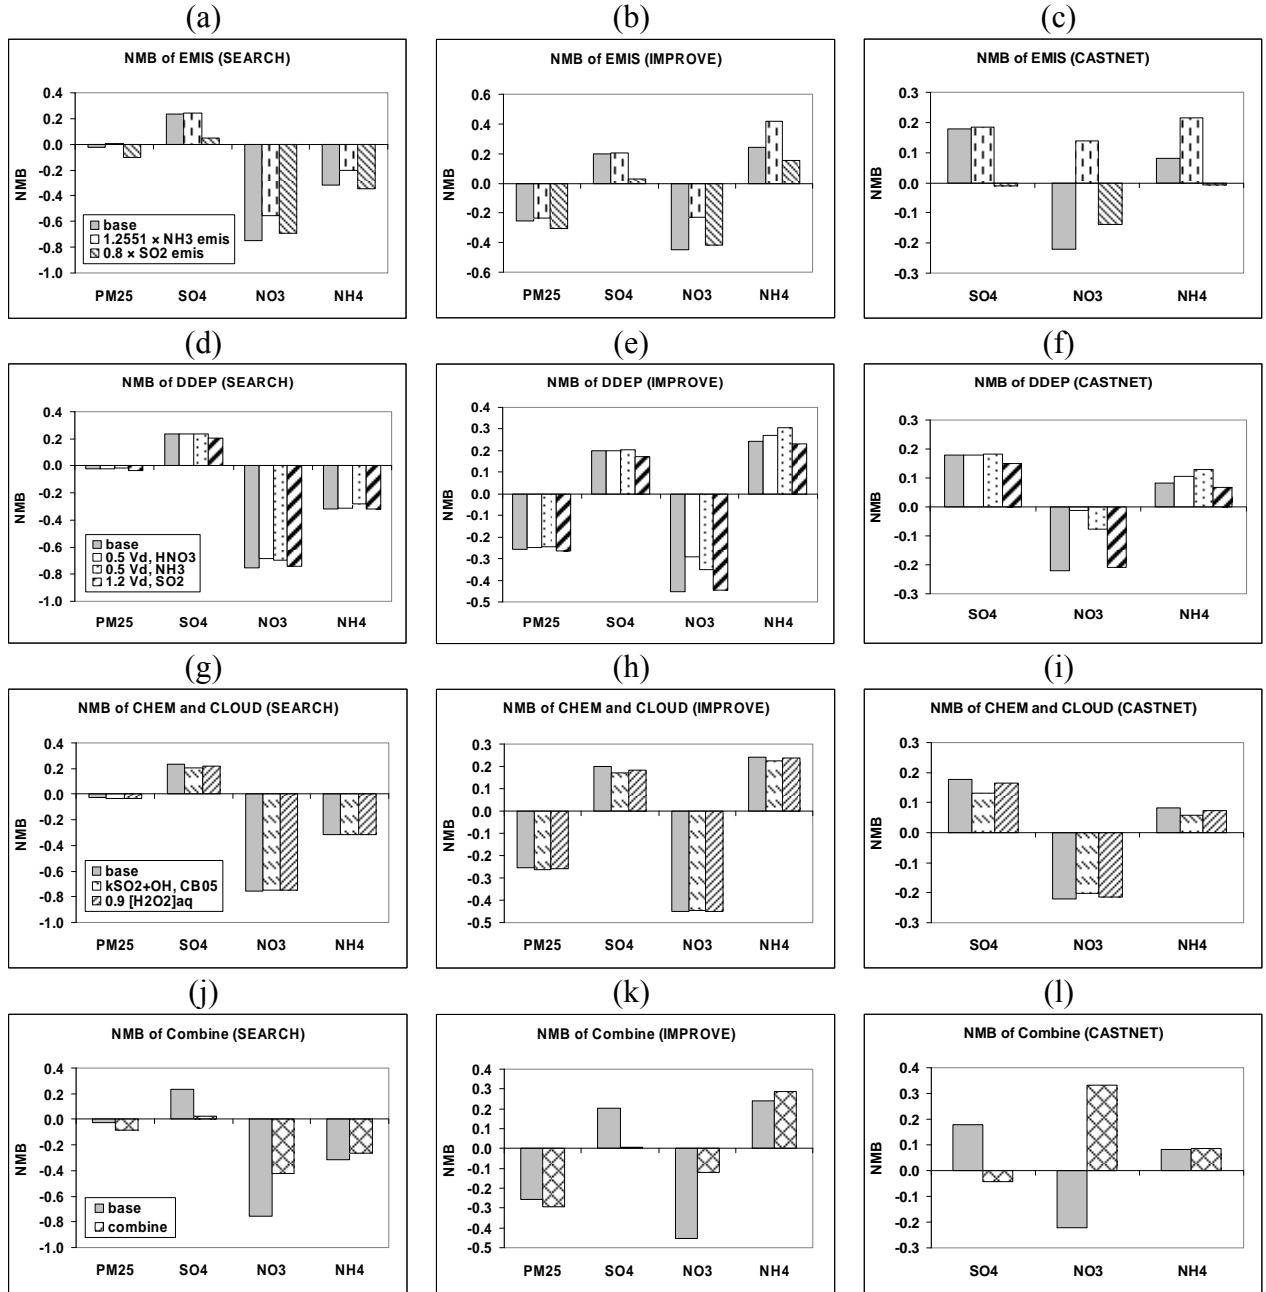 (a)
(b)
(c)
NMB of EMIS (SEARCH)
0.4
0.2
0.0
-0.2
-0.4
-0.6
-0.8
-1.0
NMB
base
1.2551 × NH3 emis
0.8 × SO2 emis
PM25 SO4 NO3 NH4
NMB of EMIS (IMPROVE)
0.6
0.4
0.2
0.0
-0.2
-0.4
-0.6
NMB
PM25 SO4 NO3 NH4
NMB of EMIS (CASTNET)
0.3
0.2
0.1
0.0
-0.1
-0.2
-0.3
NMB
SO4 NO3 NH4
(d)
(e)
(f)
NMB of DDEP (SEARCH)
0.4
0.2
0.0
-0.2
-0.4
-0.6
-0.8
-1.0
NMB
base
0.5 Vd, HNO3
0.5 Vd, NH3
1.2 Vd, SO2
PM25 SO4 NO3 NH4
NMB of DDEP (IMPROVE)
0.4
0.3
0.2
0.1
0.0
-0.1
-0.2
-0.3
-0.4
-0.5
NMB
PM25 SO4 NO3 NH4
NMB of DDEP (CASTNET)
0.3
0.2
0.1
0.0
-0.1
-0.2
-0.3
NMB
SO4 NO3 NH4
(g)
(h)
(i)
NMB of CHEM and CLOUD (SEARCH)
0.4
0.2
0.0
-0.2
-0.4
-0.6
-0.8
-1.0
NMB
base
kSO2+OH, CB05
0.9 [H2O2]aq
PM25 SO4 NO3 NH4
NMB of CHEM and CLOUD (IMPROVE)
0.3
0.2
0.1
0.0
-0.1
-0.2
-0.3
-0.4
-0.5
NMB
PM25 SO4 NO3 NH4
NMB of CHEM and CLOUD (CASTNET)
0.3
0.2
0.1
0.0
-0.1
-0.2
-0.3
NMB
SO4 NO3 NH4
(j)
(k)
(l)
NMB of Combine (SEARCH)
0.4
0.2
0.0
-0.2
-0.4
-0.6
-0.8
-1.0
NMB
base
combine
PM25 SO4 NO3 NH4
NMB of Combine (IMPROVE)
0.4
0.3
0.2
0.1
0.0
-0.1
-0.2
-0.3
-0.4
-0.5
NMB
PM25 SO4 NO3 NH4
NMB of Combine (CASTNET)
0.4
0.3
0.2
0.1
0.0
-0.1
-0.2
-0.3
NMB
SO4 NO3 NH4